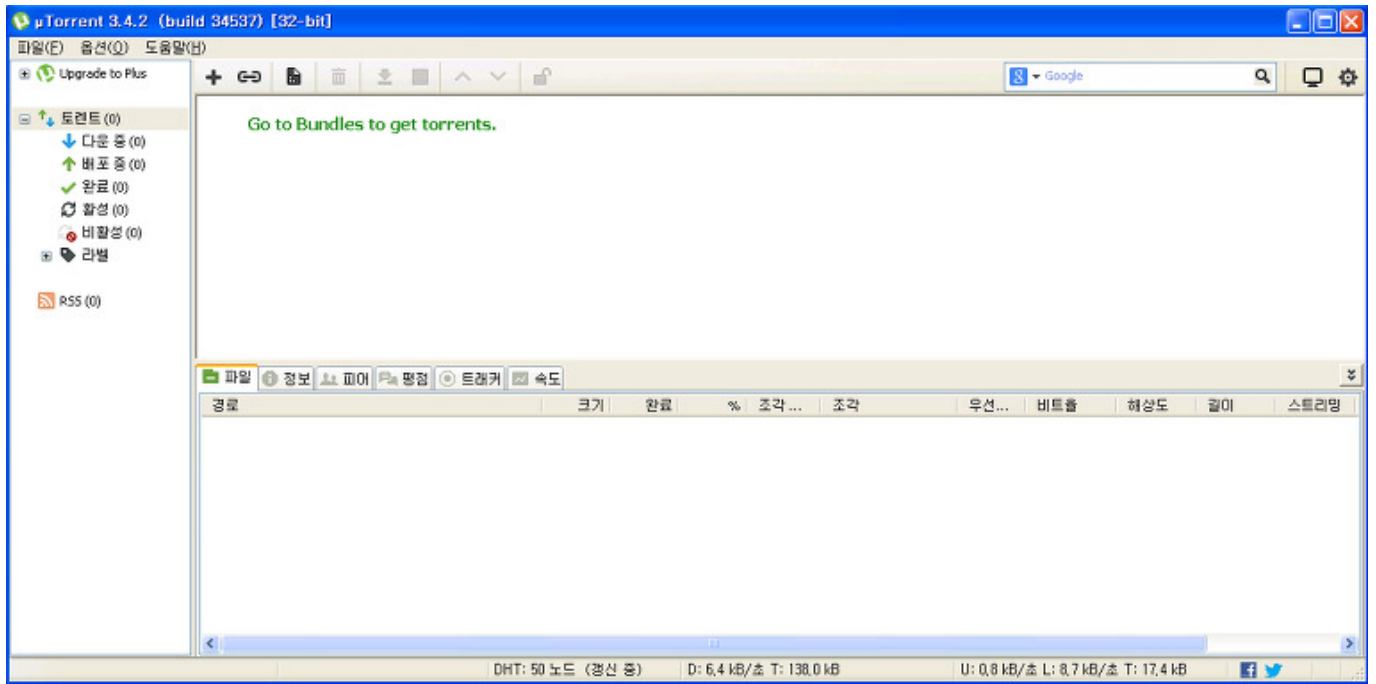 μTorrent 3.4.2 (build 34537) [32-bit]
파일(F) 옵션(O) 도움말(H)
Upgrade to Plus
Google
토렌트 (0)
다운 중 (0)
배포 중 (0)
완료 (0)
활성 (0)
비활성 (0)
라벨
RSS (0)
Go to Bundles to get torrents.
파일 정보 피어 평점 트래커 속도
경로 크기 완료 % 조각 ... 조각 우선... 비트율 해상도 길이 스트리밍
DHT: 50 노드 (갱신 중) D: 6,4 kB/초 T: 138,0 kB U: 0,8 kB/초 L: 8,7 kB/초 T: 17,4 kB